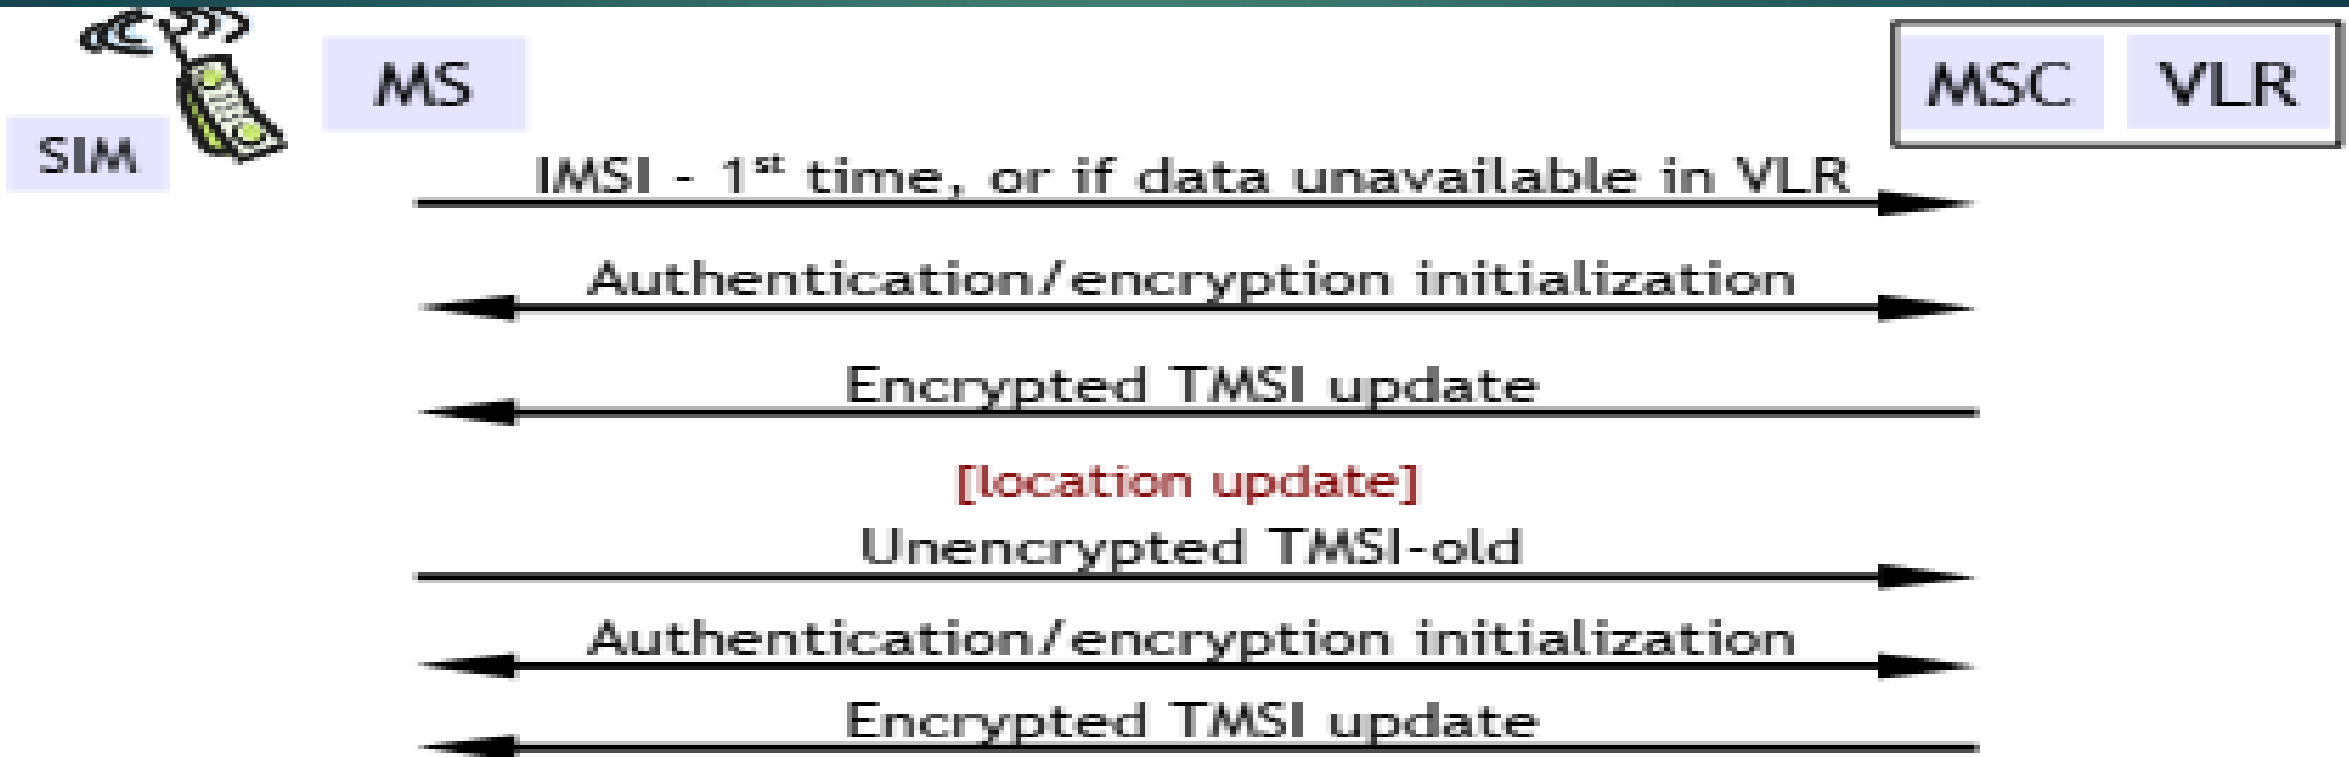 MS
MSC VLR
SIM
IMSI - 1st time, or if data unavailable in VLR
Authentication/encryption initialization
Encrypted TMSI update
[location update]
Unencrypted TMSI-old
Authentication/encryption initialization
Encrypted TMSI update